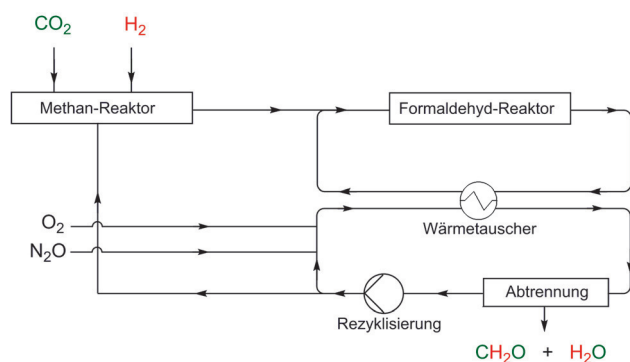 CO₂ H₂
Methan-Reaktor Formaldehyd-Reaktor
O₂
Wärmetauscher
N₂O
Abtrennung
Rezyklisierung
CH₂O + H₂O